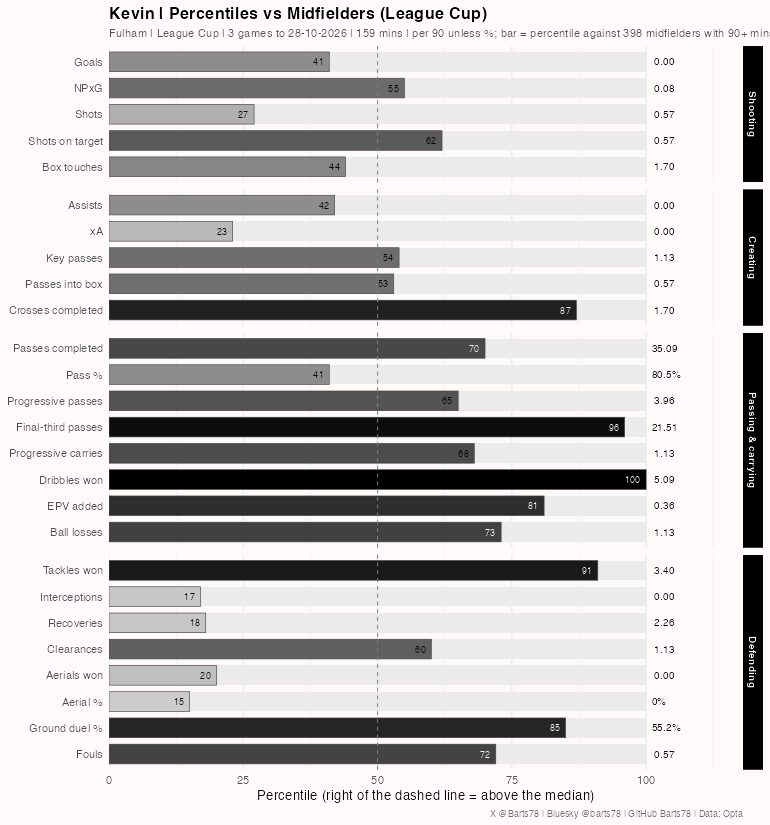 Kevin | Percentiles vs Midfielders (League Cup)
Fulham | League Cup | 3 games to 28-10-2026 | 159 mins | per 90 unless %; bar = percentile against 398 midfielders with 90+ mins
Goals 41 0.00
NPxG 55 0.08
Shots 27 0.57
Shots on target 62 0.57
Box touches 44 1.70
Shooting
Assists 42 0.00
xA 23 0.00
Key passes 54 1.13
Passes into box 53 0.57
Crosses completed 87 1.70
Creating
Passes completed 70 35.09
Pass % 41 80.5%
Progressive passes 65 3.96
Final-third passes 96 21.51
Progressive carries 68 1.13
Dribbles won 100 5.09
EPV added 81 0.36
Ball losses 73 1.13
Passing & carrying
Tackles won 91 3.40
Interceptions 17 0.00
Recoveries 18 2.26
Clearances 60 1.13
Aerials won 20 0.00
Aerial % 15 0%
Ground duel % 85 55.2%
Fouls 72 0.57
Defending
0 25 50 75 100
Percentile (right of the dashed line = above the median)
X @Barts78 | Bluesky @barts78 | GitHub Barts78 | Data: Opta